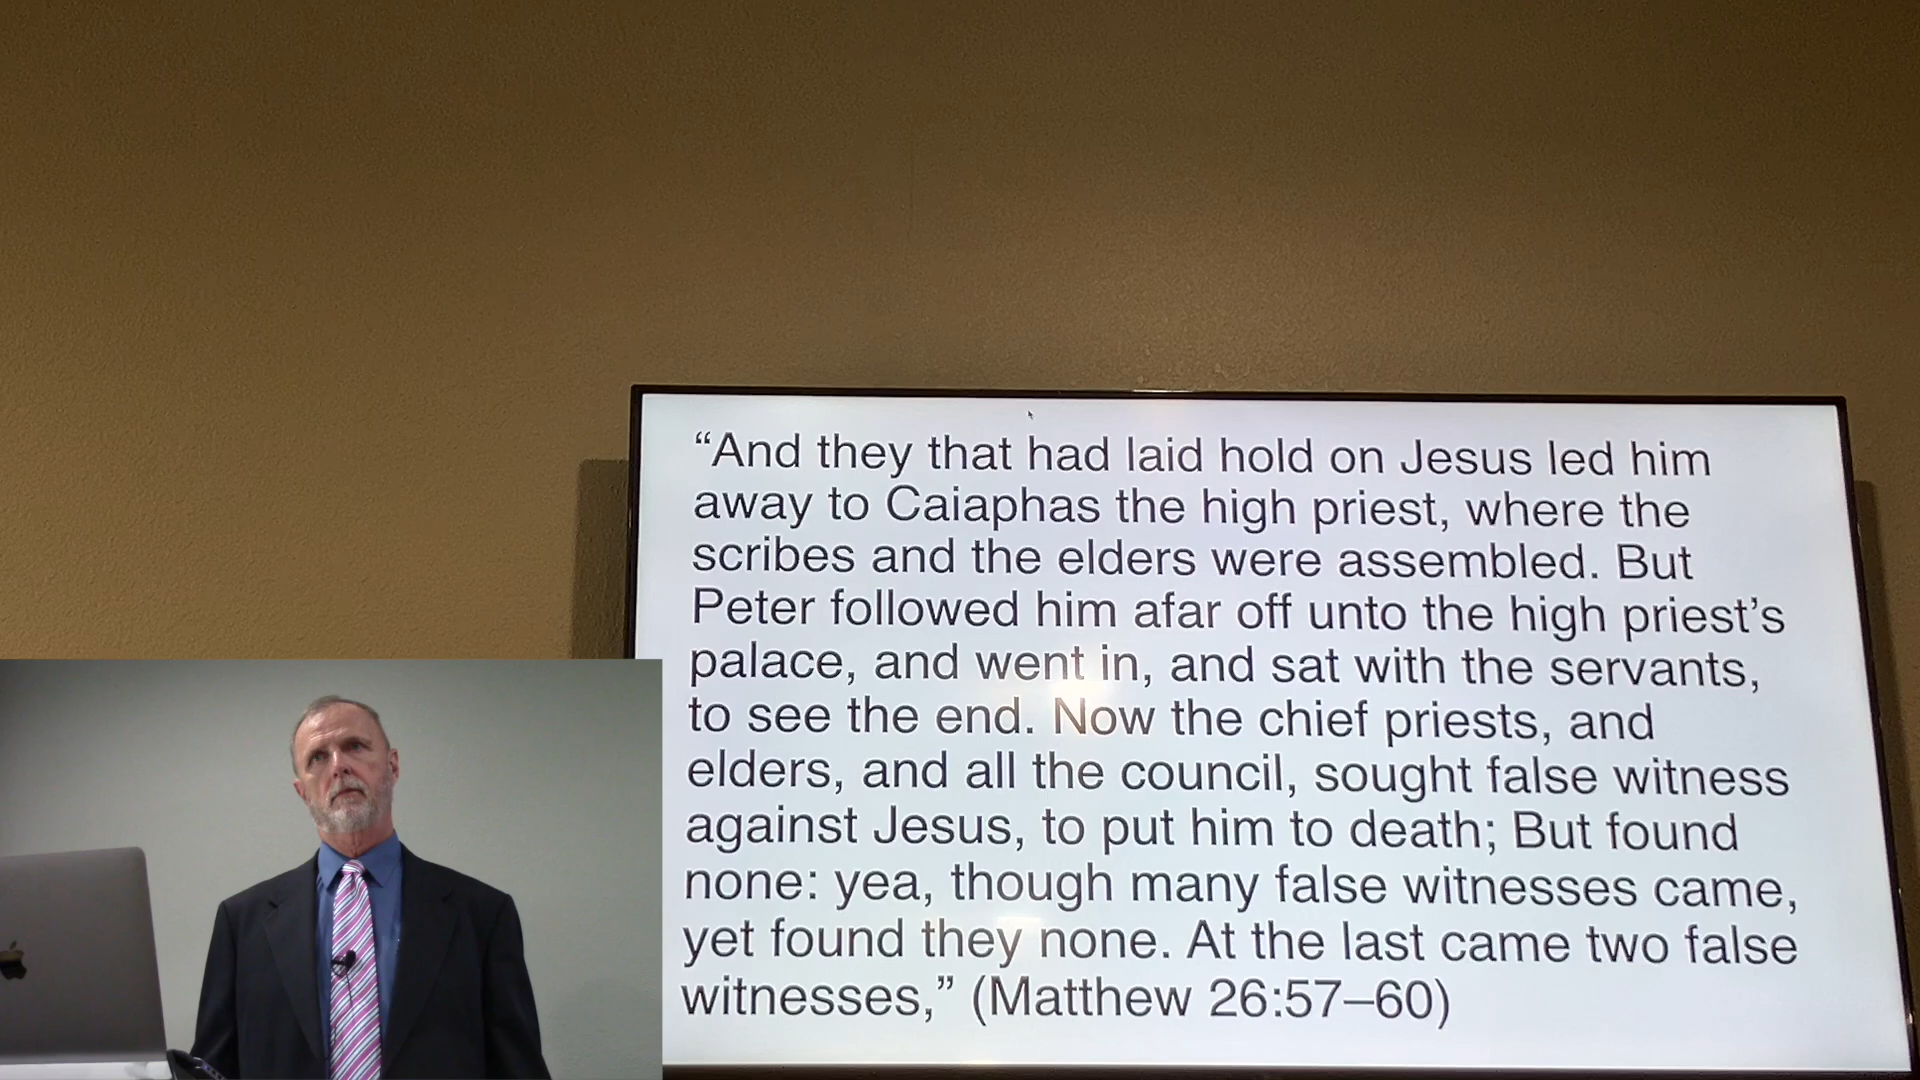 “And they that had laid hold on Jesus led him
away to Caiaphas the high priest, where the
scribes and the elders were assembled. But
Peter followed him afar off unto the high priest’s
palace, and went in, and sat with the servants,
to see the end. Now the chief priests, and
elders, and all the council, sought false witness
against Jesus, to put him to death; But found
none: yea, though many false witnesses came,
yet found they none. At the last came two false
witnesses,” (Matthew 26:57–60)